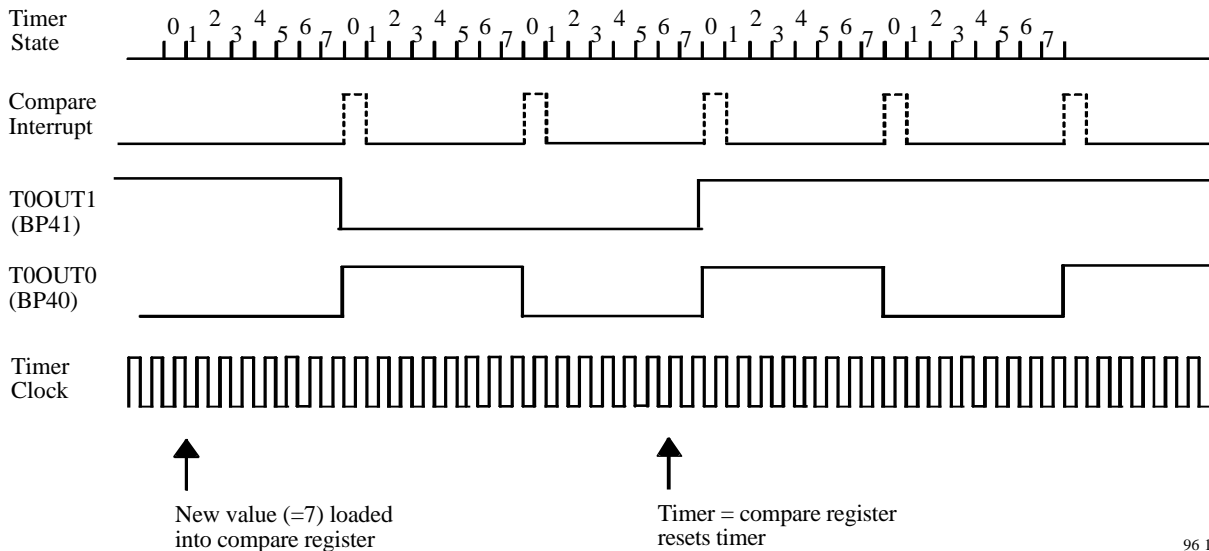 Timer
State
0 1 2 3 4 5 6 7 0 1 2 3 4 5 6 7 0 1 2 3 4 5 6 7 0 1 2 3 4 5 6 7 0 1 2 3 4 5 6 7
Compare
Interrupt
T0OUT1
(BP41)
T0OUT0
(BP40)
Timer
Clock
New value (=7) loaded
into compare register
Timer = compare register
resets timer
96 1